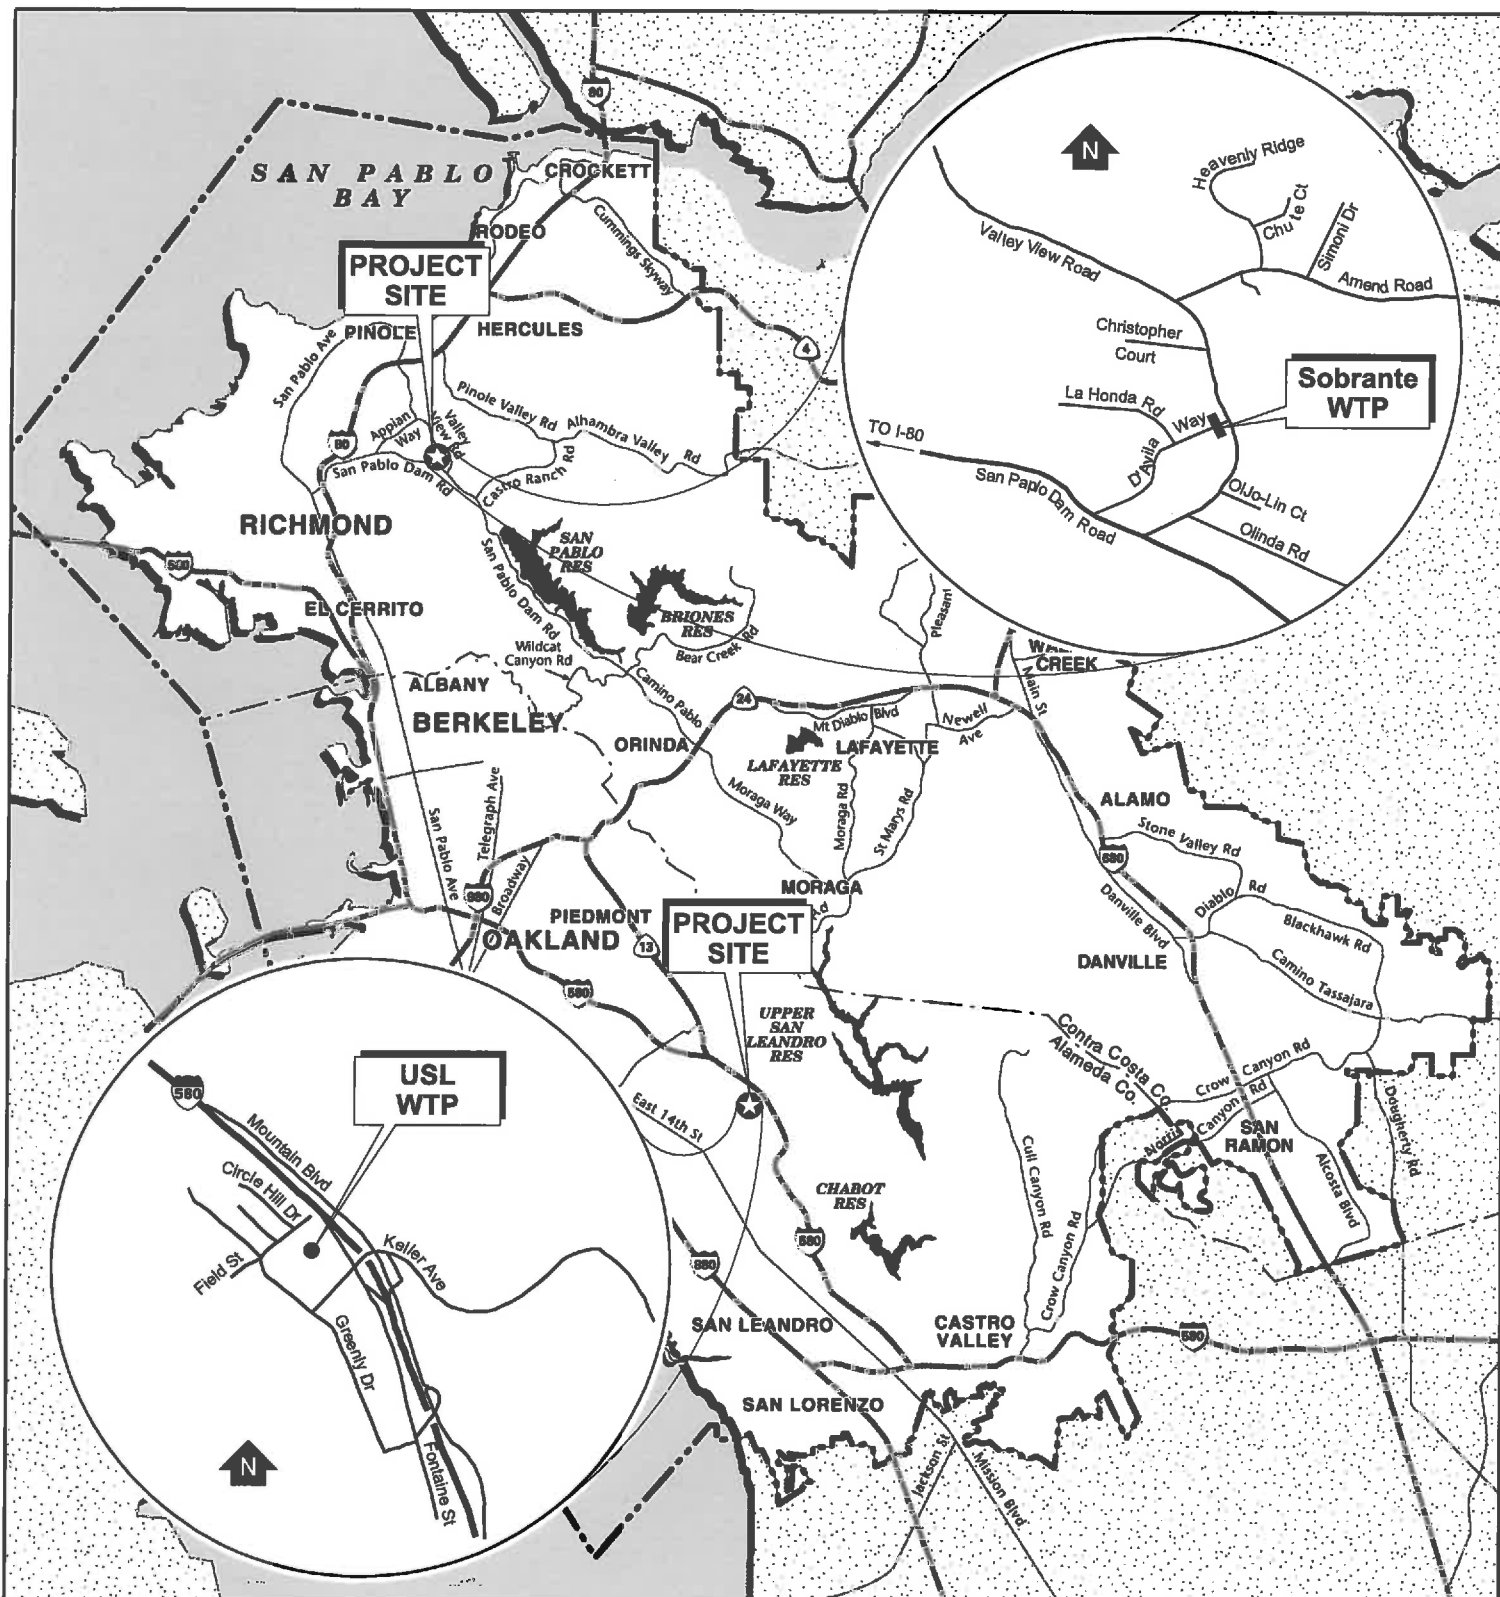 80
SAN PABLO
BAY
CROCKETT
RODEO
Cummings Skyway
PROJECT
SITE
PINOLE
HERCULES
4
San Pablo Ave
Pinole Valley Rd
Alhambra Valley Rd
Appian
Way
Valley
View Rd
80
San Pablo Dam Rd
Castro Ranch Rd
RICHMOND
580
SAN
PABLO
RES
San Pablo Dam Rd
EL CERRITO
BRIONES
RES
Bear Creek Rd
Wildcat
Canyon Rd
Pleasant
CREEK
Main St
ALBANY
BERKELEY
Camino Pablo
24
ORINDA
Mt Diablo Blvd
Newell
Ave
LAFAYETTE
LAFAYETTE
RES
Moraga Way
Moraga Rd
St Marys Rd
ALAMO
Stone Valley Rd
680
San Pablo Ave
Telegraph Ave
Broadway
980
MORAGA
Rd
Danville Blvd
Diablo Rd
Blackhawk Rd
PIEDMONT
OAKLAND
13
PROJECT
SITE
DANVILLE
Camino Tassajara
580
UPPER
SAN
LEANDRO
RES
Contra Costa Co.
Alameda Co.
Crow Canyon Rd
Norris Canyon Rd
SAN
RAMON
Dougherty Rd
Alcosta Blvd
East 14th St
Cull Canyon Rd
Crow Canyon Rd
CHABOT
RES
580
880
SAN LEANDRO
CASTRO
VALLEY
580
SAN LORENZO
Jackson St
Mission Blvd
N
Heavenly Ridge
Chute Ct
Simoni Dr
Valley View Road
Amend Road
Christopher
Court
Sobrante
WTP
La Honda Rd
D'Avila Way
TO I-80
San Paplo Dam Road
OlJo-Lin Ct
Olinda Rd
580
USL
WTP
Mountain Blvd
Circle Hill Dr
Field St
Keller Ave
Greenly Dr
Fontaine St
N